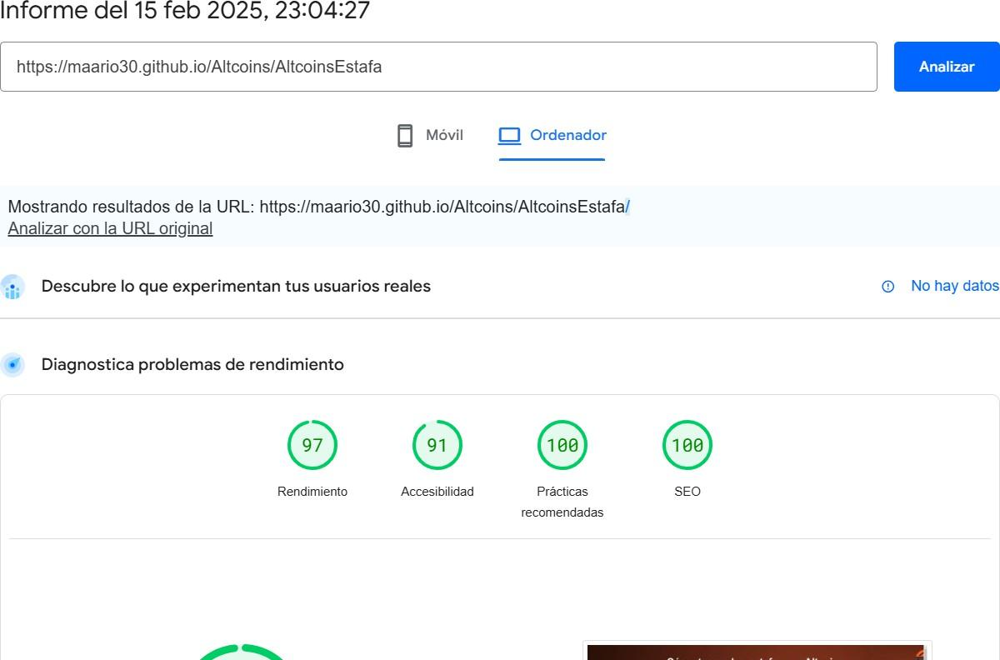 Informe del 15 feb 2025, 23:04:27
https://maario30.github.io/Altcoins/AltcoinsEstafa
Analizar
Móvil
Ordenador
Mostrando resultados de la URL: https://maario30.github.io/Altcoins/AltcoinsEstafa/
Analizar con la URL original
Descubre lo que experimentan tus usuarios reales
No hay datos
Diagnostica problemas de rendimiento
97
91
100
100
Rendimiento
Accesibilidad
Prácticas
recomendadas
SEO